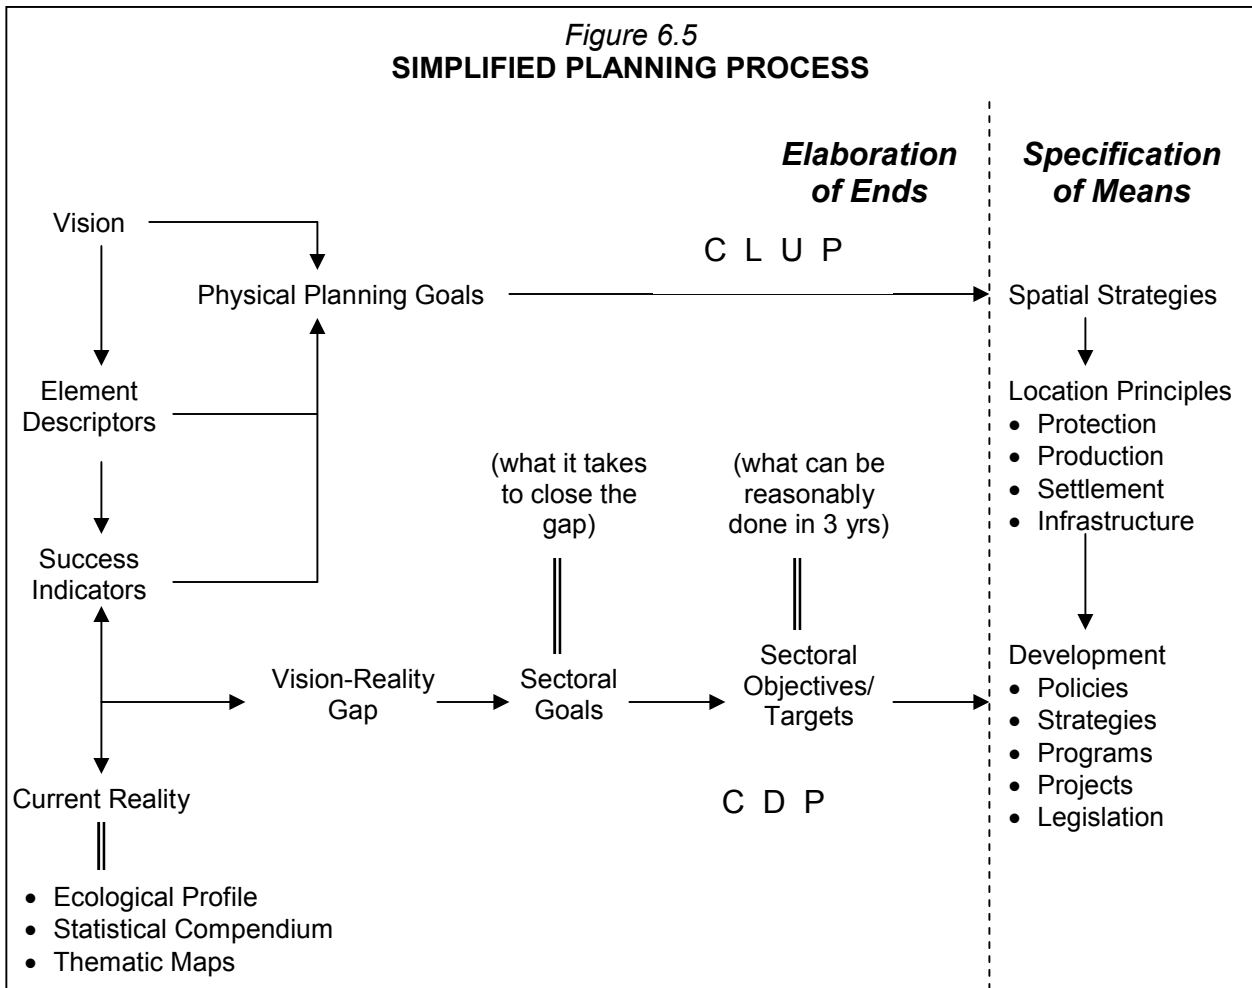 Figure 6.5
SIMPLIFIED PLANNING PROCESS
Elaboration
of Ends
Specification
of Means
Vision
C L U P
Physical Planning Goals
Spatial Strategies
Element
Descriptors
Location Principles
• Protection
• Production
• Settlement
• Infrastructure
(what it takes
to close the
gap)
(what can be
reasonably
done in 3 yrs)
Success
Indicators
Vision-Reality
Gap
Sectoral
Goals
Sectoral
Objectives/
Targets
Development
• Policies
• Strategies
• Programs
• Projects
• Legislation
Current Reality
C D P
• Ecological Profile
• Statistical Compendium
• Thematic Maps